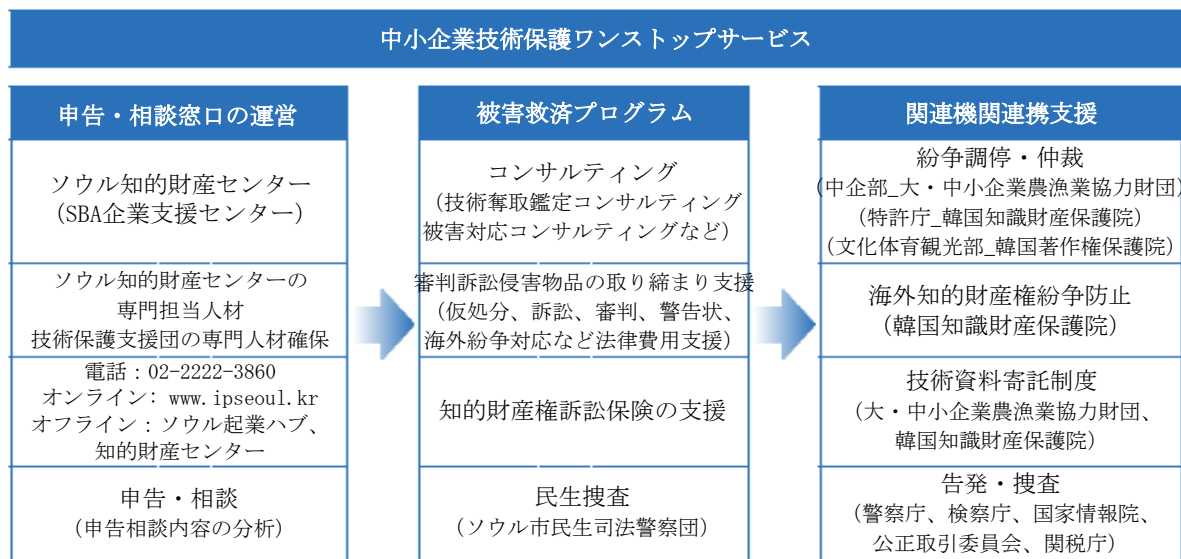 中小企業技術保護ワンストップサービス
申告・相談窓口の運営
ソウル知的財産センター
(SBA企業支援センター)
ソウル知的財産センターの
専門担当人材
技術保護支援団の専門人材確保
電話：02-2222-3860
オンライン: www.ipseoul.kr
オフライン：ソウル起業ハブ、
知的財産センター
申告・相談
(申告相談内容の分析)
被害救済プログラム
コンサルティング
(技術奪取鑑定コンサルティング
被害対応コンサルティングなど)
審判訴訟侵害物品の取り締まり支援
(仮処分、訴訟、審判、警告状、
海外紛争対応など法律費用支援)
知的財産権訴訟保険の支援
民生捜査
(ソウル市民生司法警察団)
関連機関連携支援
紛争調停・仲裁
(中企部_大・中小企業農漁業協力財団)
(特許庁_韓国知識財産保護院)
(文化体育観光部_韓国著作権保護院)
海外知的財産権紛争防止
(韓国知識財産保護院)
技術資料寄託制度
(大・中小企業農漁業協力財団、
韓国知識財産保護院)
告発・捜査
(警察庁、検察庁、国家情報院、
公正取引委員会、関税庁)